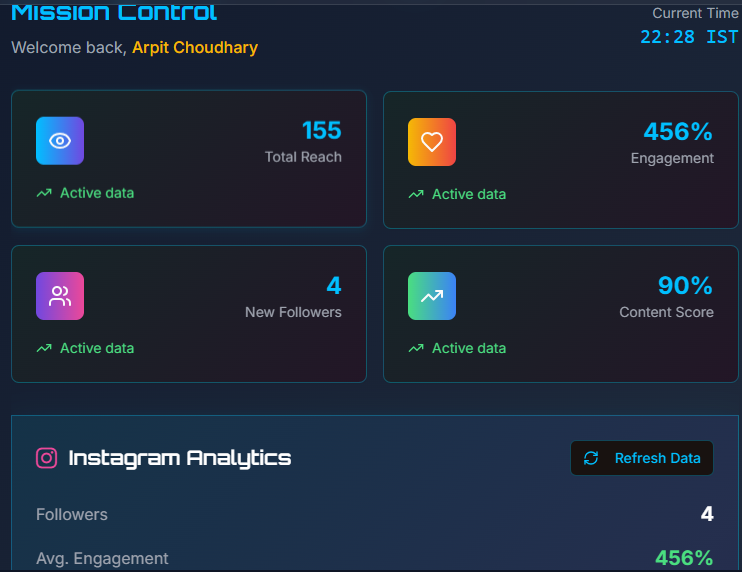 Mission Control
Current Time
Welcome back, Arpit Choudhary
22:28 IST
155
Total Reach
Active data
456%
Engagement
Active data
4
New Followers
Active data
90%
Content Score
Active data
Instagram Analytics
Refresh Data
Followers
4
Avg. Engagement
456%